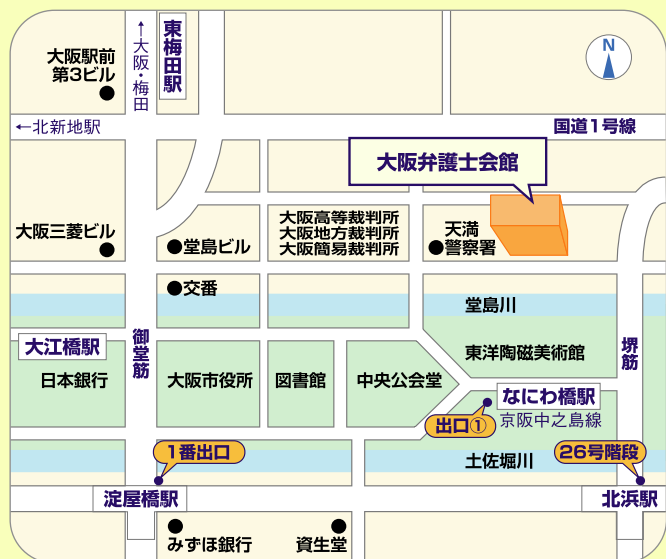 大阪駅前
第3ビル
↑大阪・梅田
東梅田駅
N
←北新地駅
国道1号線
大阪弁護士会館
大阪三菱ビル
堂島ビル
大阪高等裁判所
大阪地方裁判所
大阪簡易裁判所
天満
警察署
交番
堂島川
大江橋駅
御堂筋
東洋陶磁美術館
堺筋
日本銀行
大阪市役所
図書館
中央公会堂
なにわ橋駅
京阪中之島線
出口①
1番出口
土佐堀川
26号階段
淀屋橋駅
北浜駅
みずほ銀行
資生堂